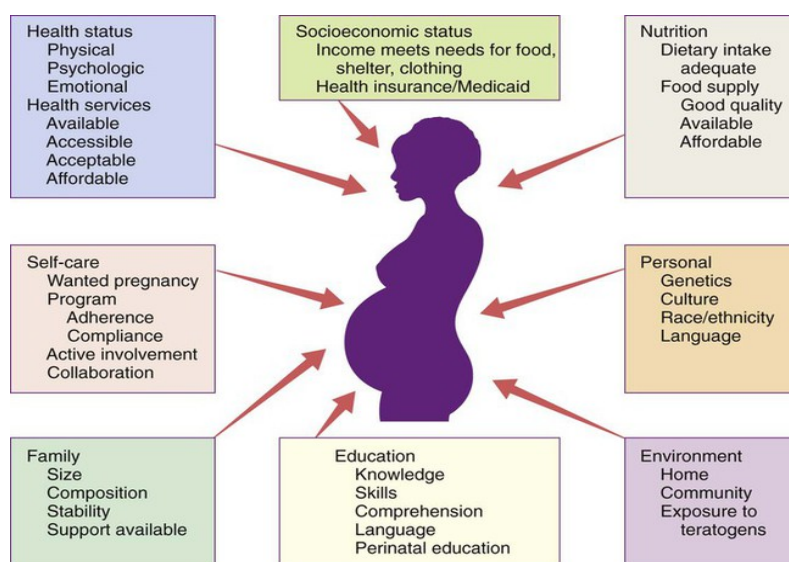 Health status
Physical
Psychologic
Emotional
Health services
Available
Accessible
Acceptable
Affordable
Socioeconomic status
Income meets needs for food,
shelter, clothing
Health insurance/Medicaid
Nutrition
Dietary intake
adequate
Food supply
Good quality
Available
Affordable
Self-care
Wanted pregnancy
Program
Adherence
Compliance
Active involvement
Collaboration
Personal
Genetics
Culture
Race/ethnicity
Language
Family
Size
Composition
Stability
Support available
Education
Knowledge
Skills
Comprehension
Language
Perinatal education
Environment
Home
Community
Exposure to
teratogens